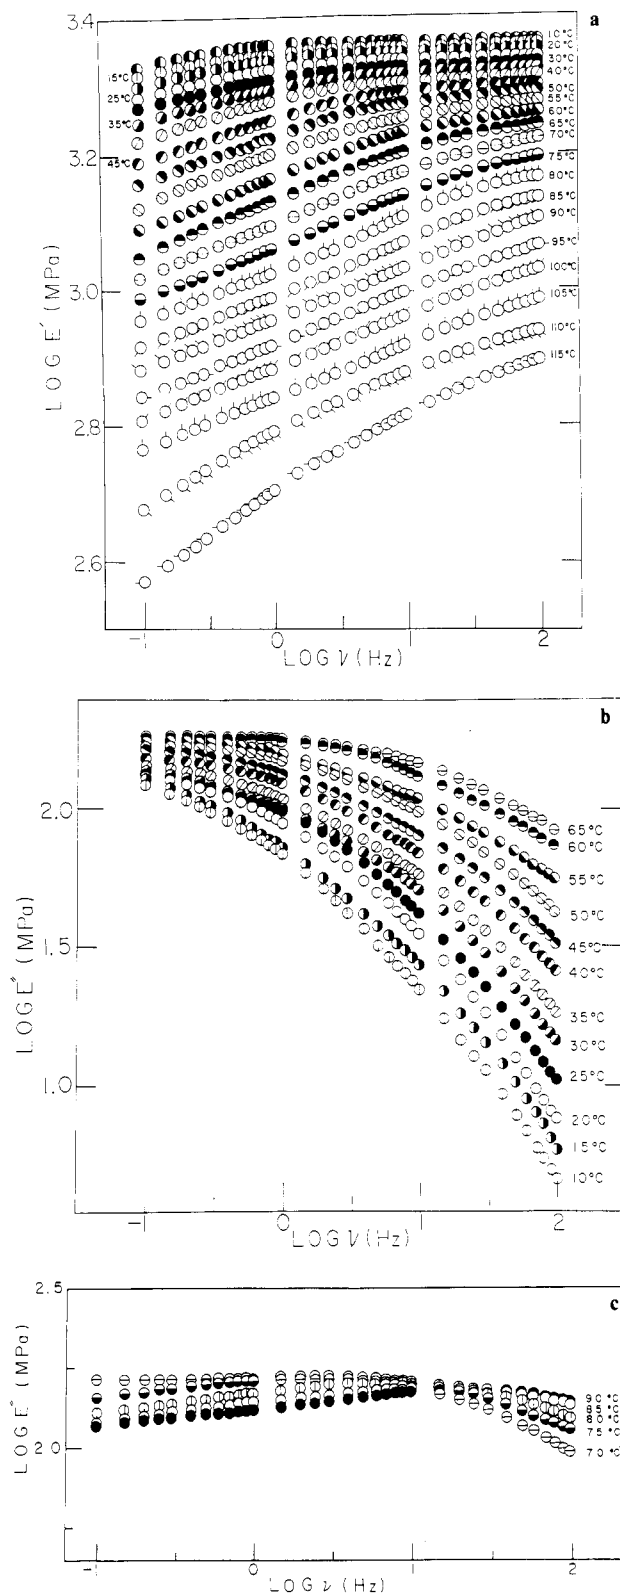 a
3.4
10°C
20°C
30°C
15°C
40°C
25°C
50°C
55°C
35°C
60°C
65°C
70°C
3.2
45°C
75°C
80°C
85°C
90°C
95°C
3.0
100°C
105°C
110°C
115°C
2.8
2.6
LOG E' (MPa)
-1 0 1 2
LOG ν (Hz)
b
2.0
65°C
60°C
55°C
50°C
1.5
45°C
40°C
35°C
30°C
25°C
1.0
20°C
15°C
10°C
LOG E" (MPa)
-1 0 1 2
LOG ν (Hz)
c
2.5
90°C
85°C
80°C
75°C
70°C
2.0
LOG E" (MPa)
-1 0 1 2
LOG ν (Hz)